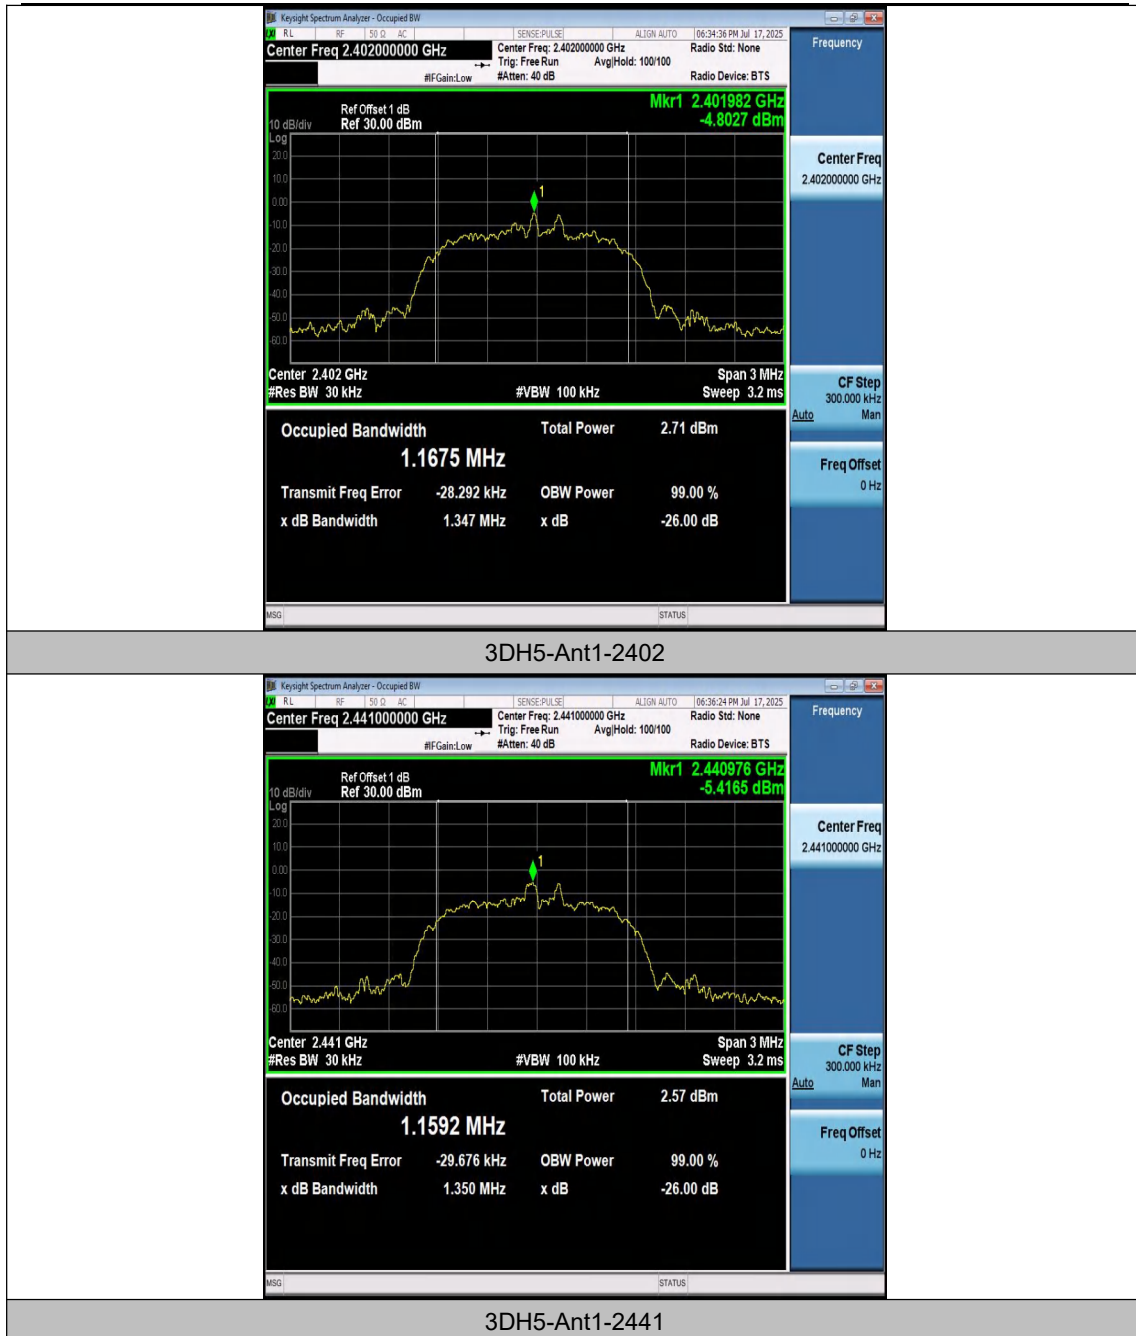 Keysight Spectrum Analyzer - Occupied BW
RL RF 50 Ω AC SENSE:PULSE ALIGN AUTO 06:34:36 PM Jul 17, 2025
Center Freq 2.402000000 GHz
Center Freq: 2.402000000 GHz Radio Std: None
Trig: Free Run Avg|Hold: 100/100
#IFGain:Low #Atten: 40 dB Radio Device: BTS
Frequency
Mkr1 2.401982 GHz
-4.8027 dBm
Ref Offset 1 dB
10 dB/div Ref 30.00 dBm
Log
20.0
10.0
0.00
-10.0
-20.0
-30.0
-40.0
-50.0
-60.0
1
Center 2.402 GHz Span 3 MHz
#Res BW 30 kHz #VBW 100 kHz Sweep 3.2 ms
Center Freq
2.402000000 GHz
CF Step
300.000 kHz
Auto Man
Freq Offset
0 Hz
Occupied Bandwidth Total Power 2.71 dBm
1.1675 MHz
Transmit Freq Error -28.292 kHz OBW Power 99.00 %
x dB Bandwidth 1.347 MHz x dB -26.00 dB
MSG STATUS
3DH5-Ant1-2402
Keysight Spectrum Analyzer - Occupied BW
RL RF 50 Ω AC SENSE:PULSE ALIGN AUTO 06:36:24 PM Jul 17, 2025
Center Freq 2.441000000 GHz
Center Freq: 2.441000000 GHz Radio Std: None
Trig: Free Run Avg|Hold: 100/100
#IFGain:Low #Atten: 40 dB Radio Device: BTS
Frequency
Mkr1 2.440976 GHz
-5.4165 dBm
Ref Offset 1 dB
10 dB/div Ref 30.00 dBm
Log
20.0
10.0
0.00
-10.0
-20.0
-30.0
-40.0
-50.0
-60.0
1
Center 2.441 GHz Span 3 MHz
#Res BW 30 kHz #VBW 100 kHz Sweep 3.2 ms
Center Freq
2.441000000 GHz
CF Step
300.000 kHz
Auto Man
Freq Offset
0 Hz
Occupied Bandwidth Total Power 2.57 dBm
1.1592 MHz
Transmit Freq Error -29.676 kHz OBW Power 99.00 %
x dB Bandwidth 1.350 MHz x dB -26.00 dB
MSG STATUS
3DH5-Ant1-2441